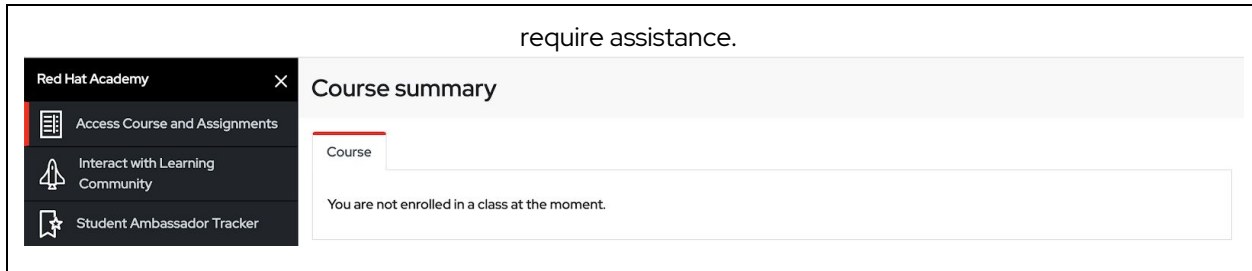 require assistance.
Red Hat Academy
Access Course and Assignments
Interact with Learning
Community
Student Ambassador Tracker
Course summary
Course
You are not enrolled in a class at the moment.